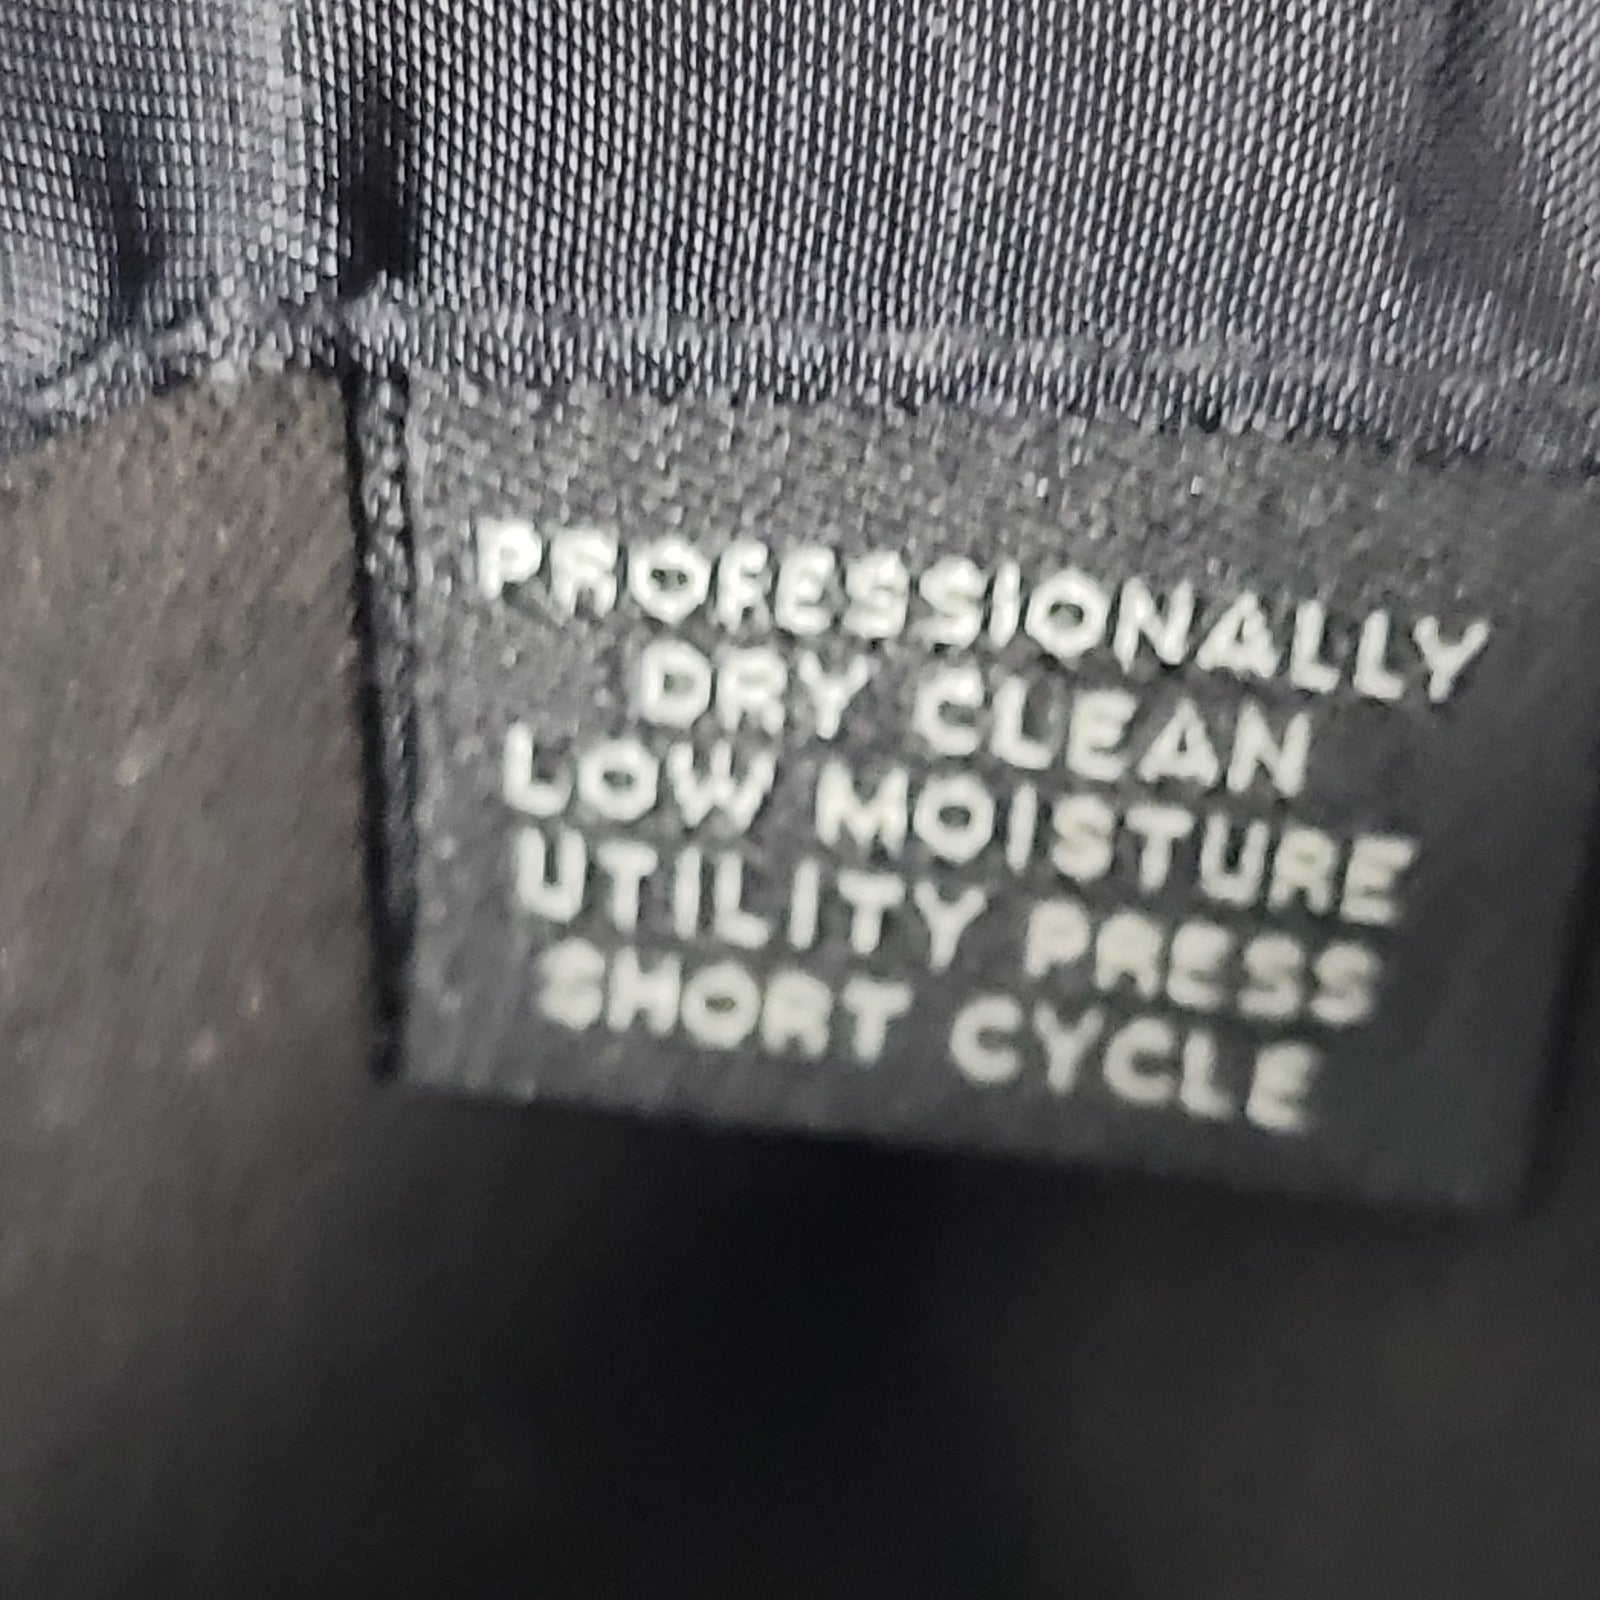 PROFESSIONALLY
DRY CLEAN
LOW MOISTURE
UTILITY PRESS
SHORT CYCLE